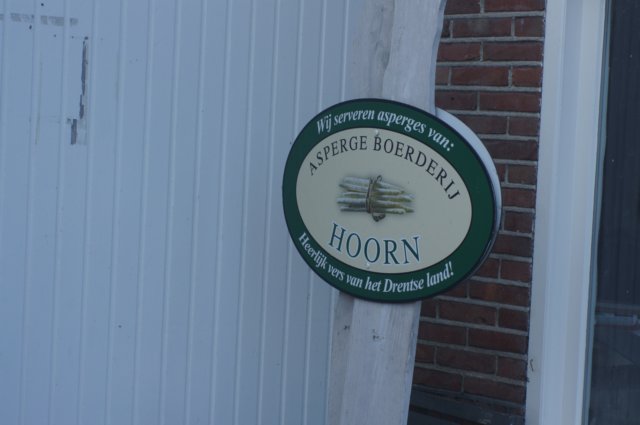 Wij serveren asperges van:
ASPERGE BOERDERIJ
HOORN
Heerlijk vers van het Drentse land!